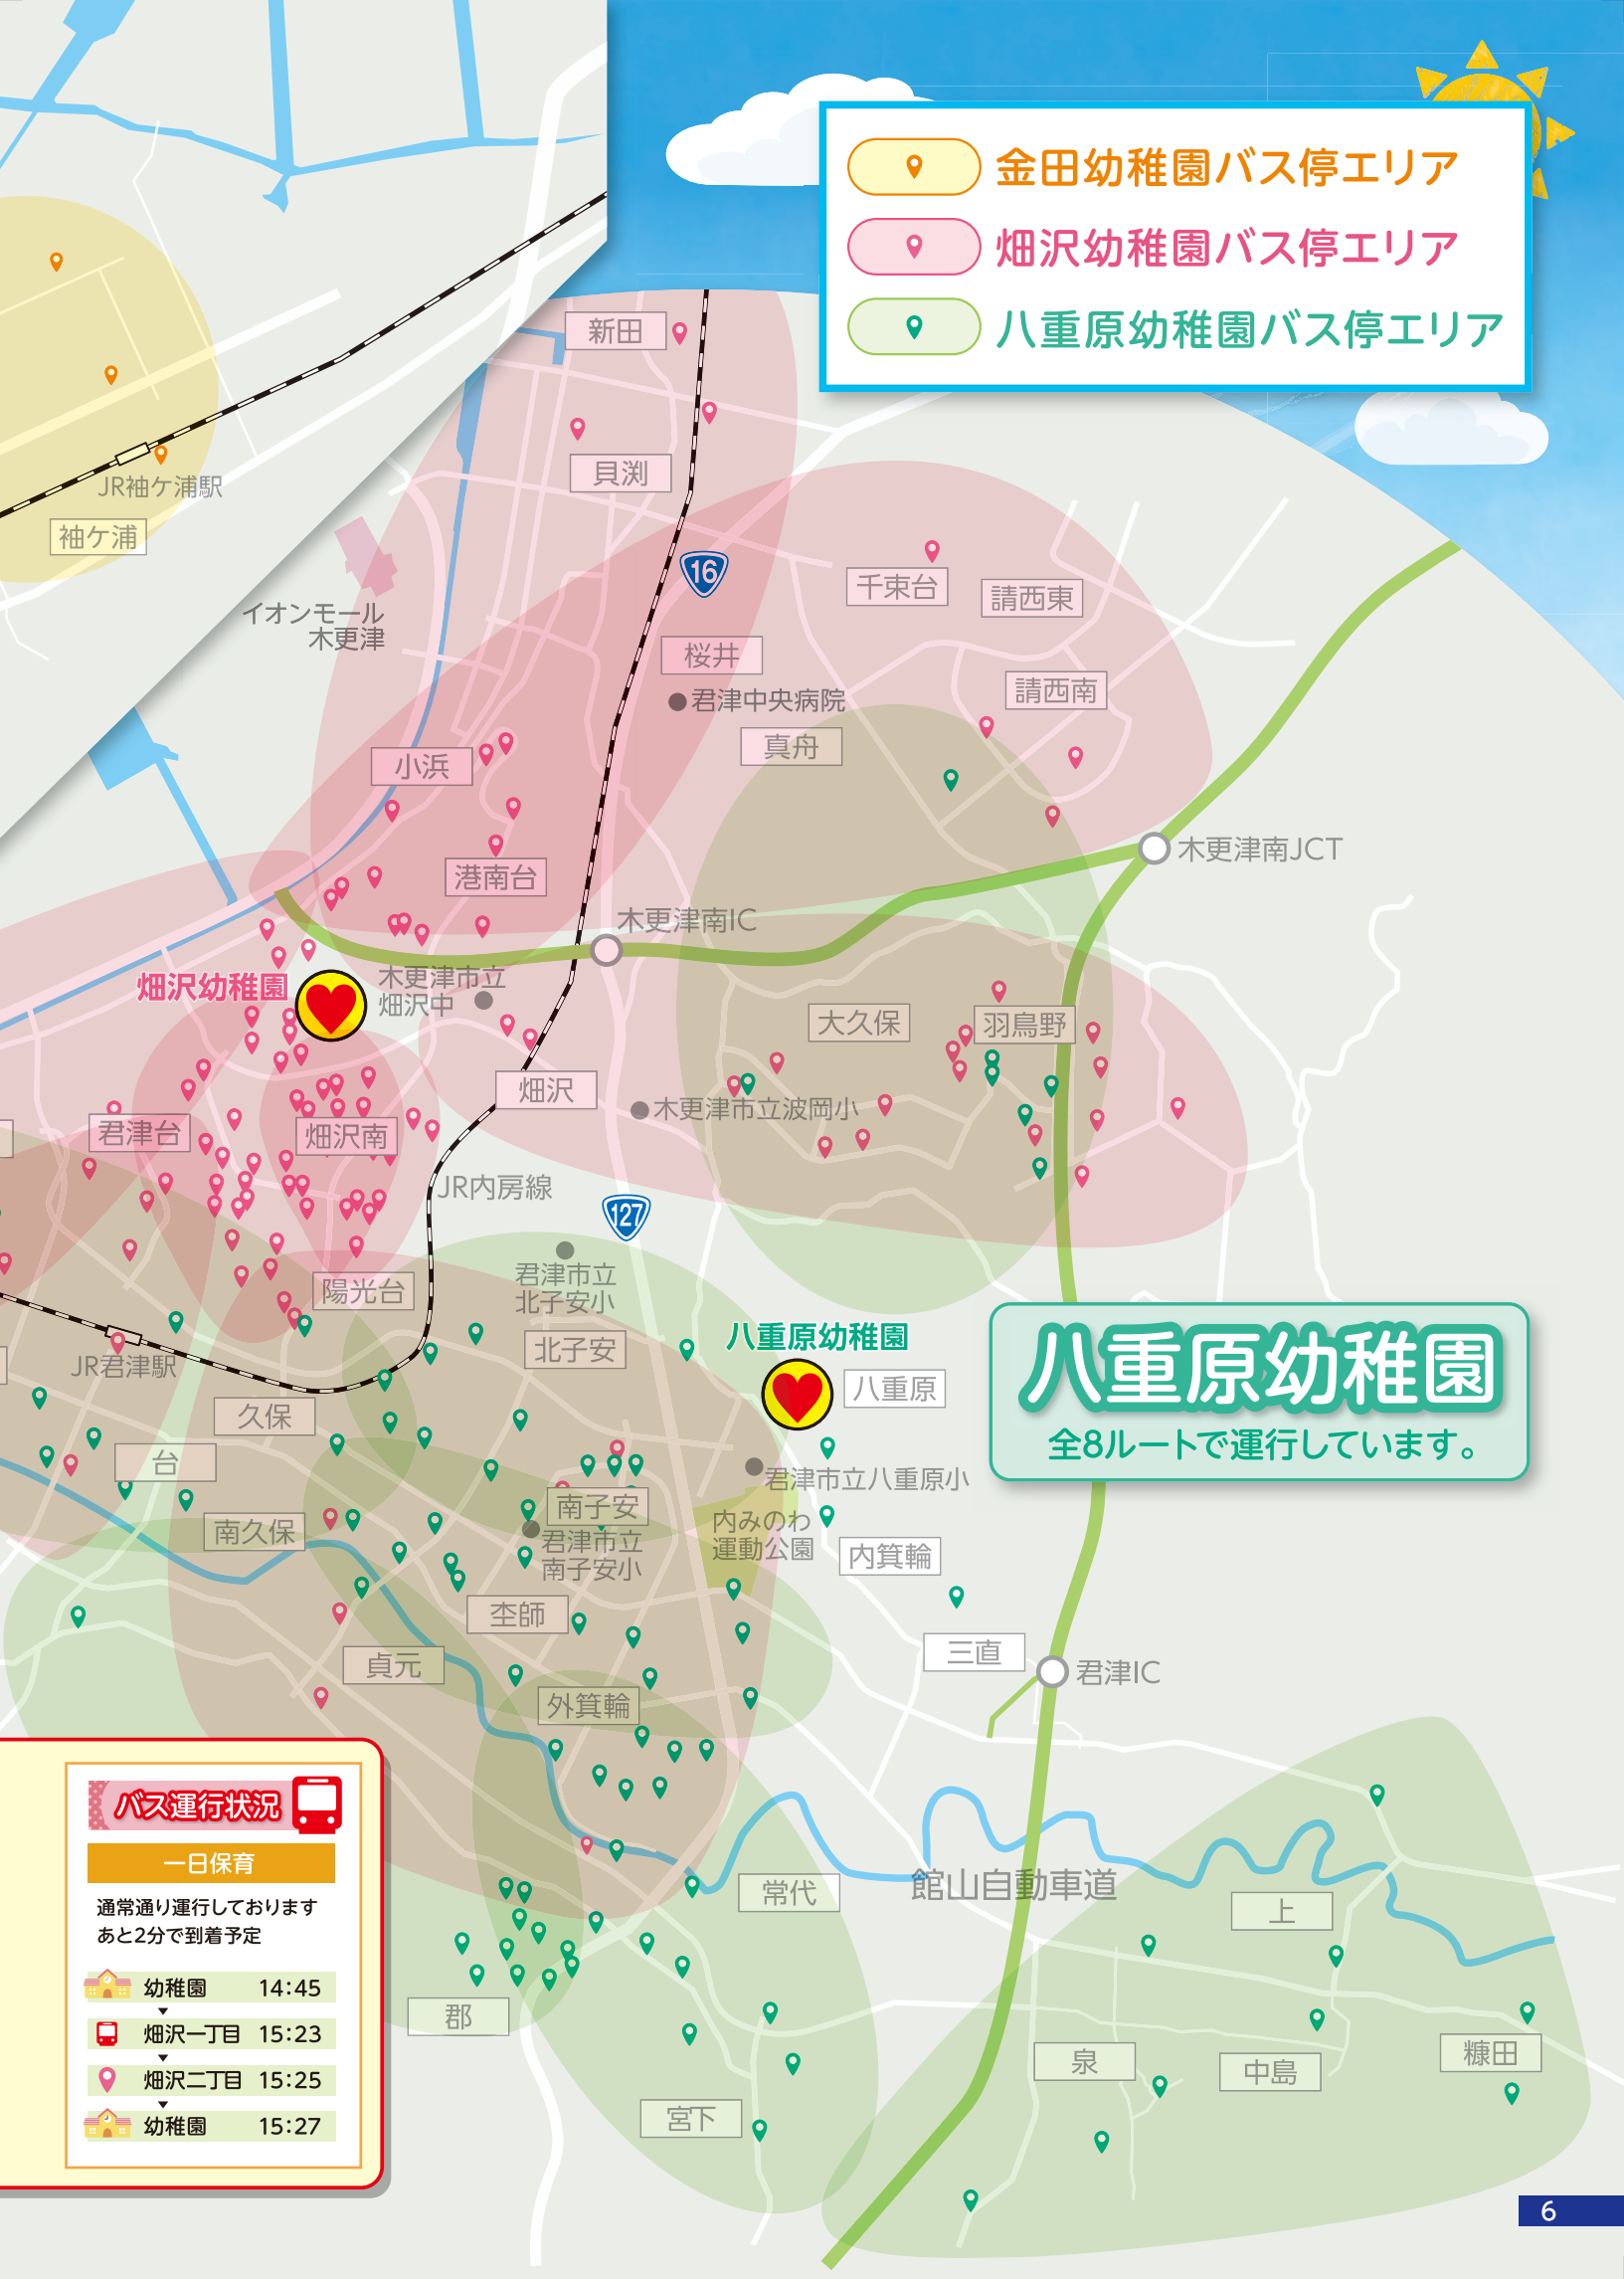 金田幼稚園バス停エリア
畑沢幼稚園バス停エリア
八重原幼稚園バス停エリア
新田
貝渕
JR袖ケ浦駅
袖ケ浦
16
イオンモール
木更津
千束台
請西東
桜井
君津中央病院
請西南
真舟
小浜
港南台
木更津南JCT
木更津南IC
畑沢幼稚園
木更津市立
畑沢中
大久保
羽鳥野
畑沢
木更津市立波岡小
君津台
畑沢南
JR内房線
127
君津市立
北子安小
陽光台
北子安
JR君津駅
八重原幼稚園
八重原
八重原幼稚園
全8ルートで運行しています。
久保
台
君津市立八重原小
南子安
南久保
君津市立
南子安小
内みのわ
運動公園
内箕輪
杢師
三直
貞元
君津IC
外箕輪
バス運行状況
一日保育
通常通り運行しております
あと2分で到着予定
幼稚園 14:45
畑沢一丁目 15:23
畑沢二丁目 15:25
幼稚園 15:27
常代
館山自動車道
上
郡
泉
中島
糠田
宮下
6